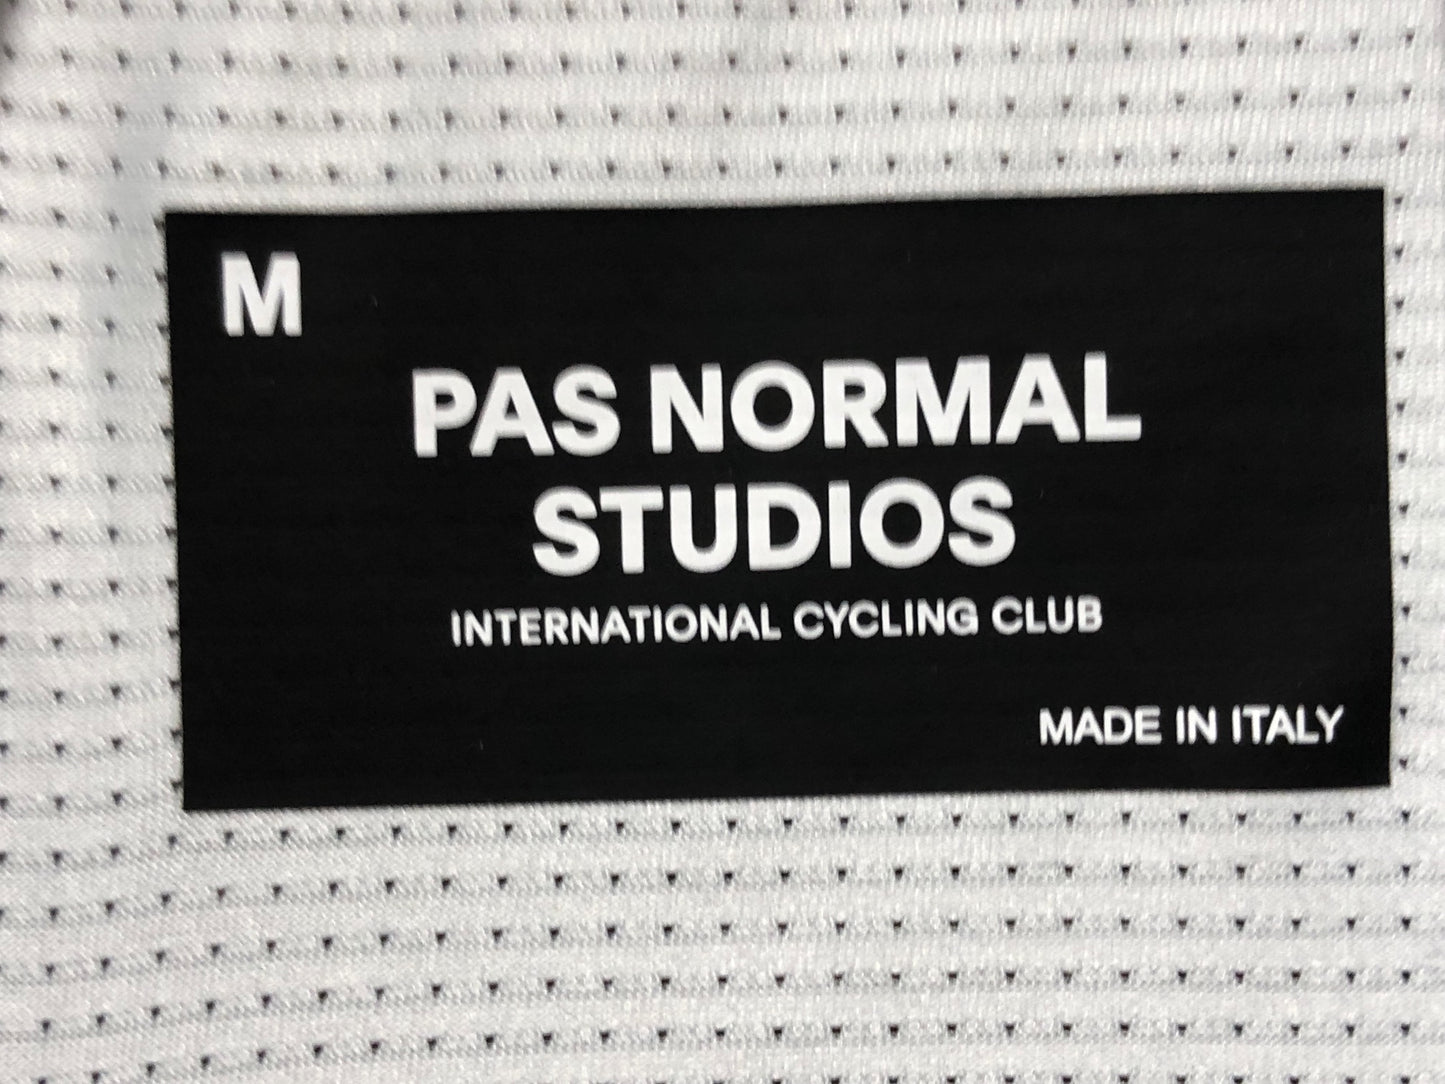 M
PAS NORMAL
STUDIOS
INTERNATIONAL CYCLING CLUB
MADE IN ITALY